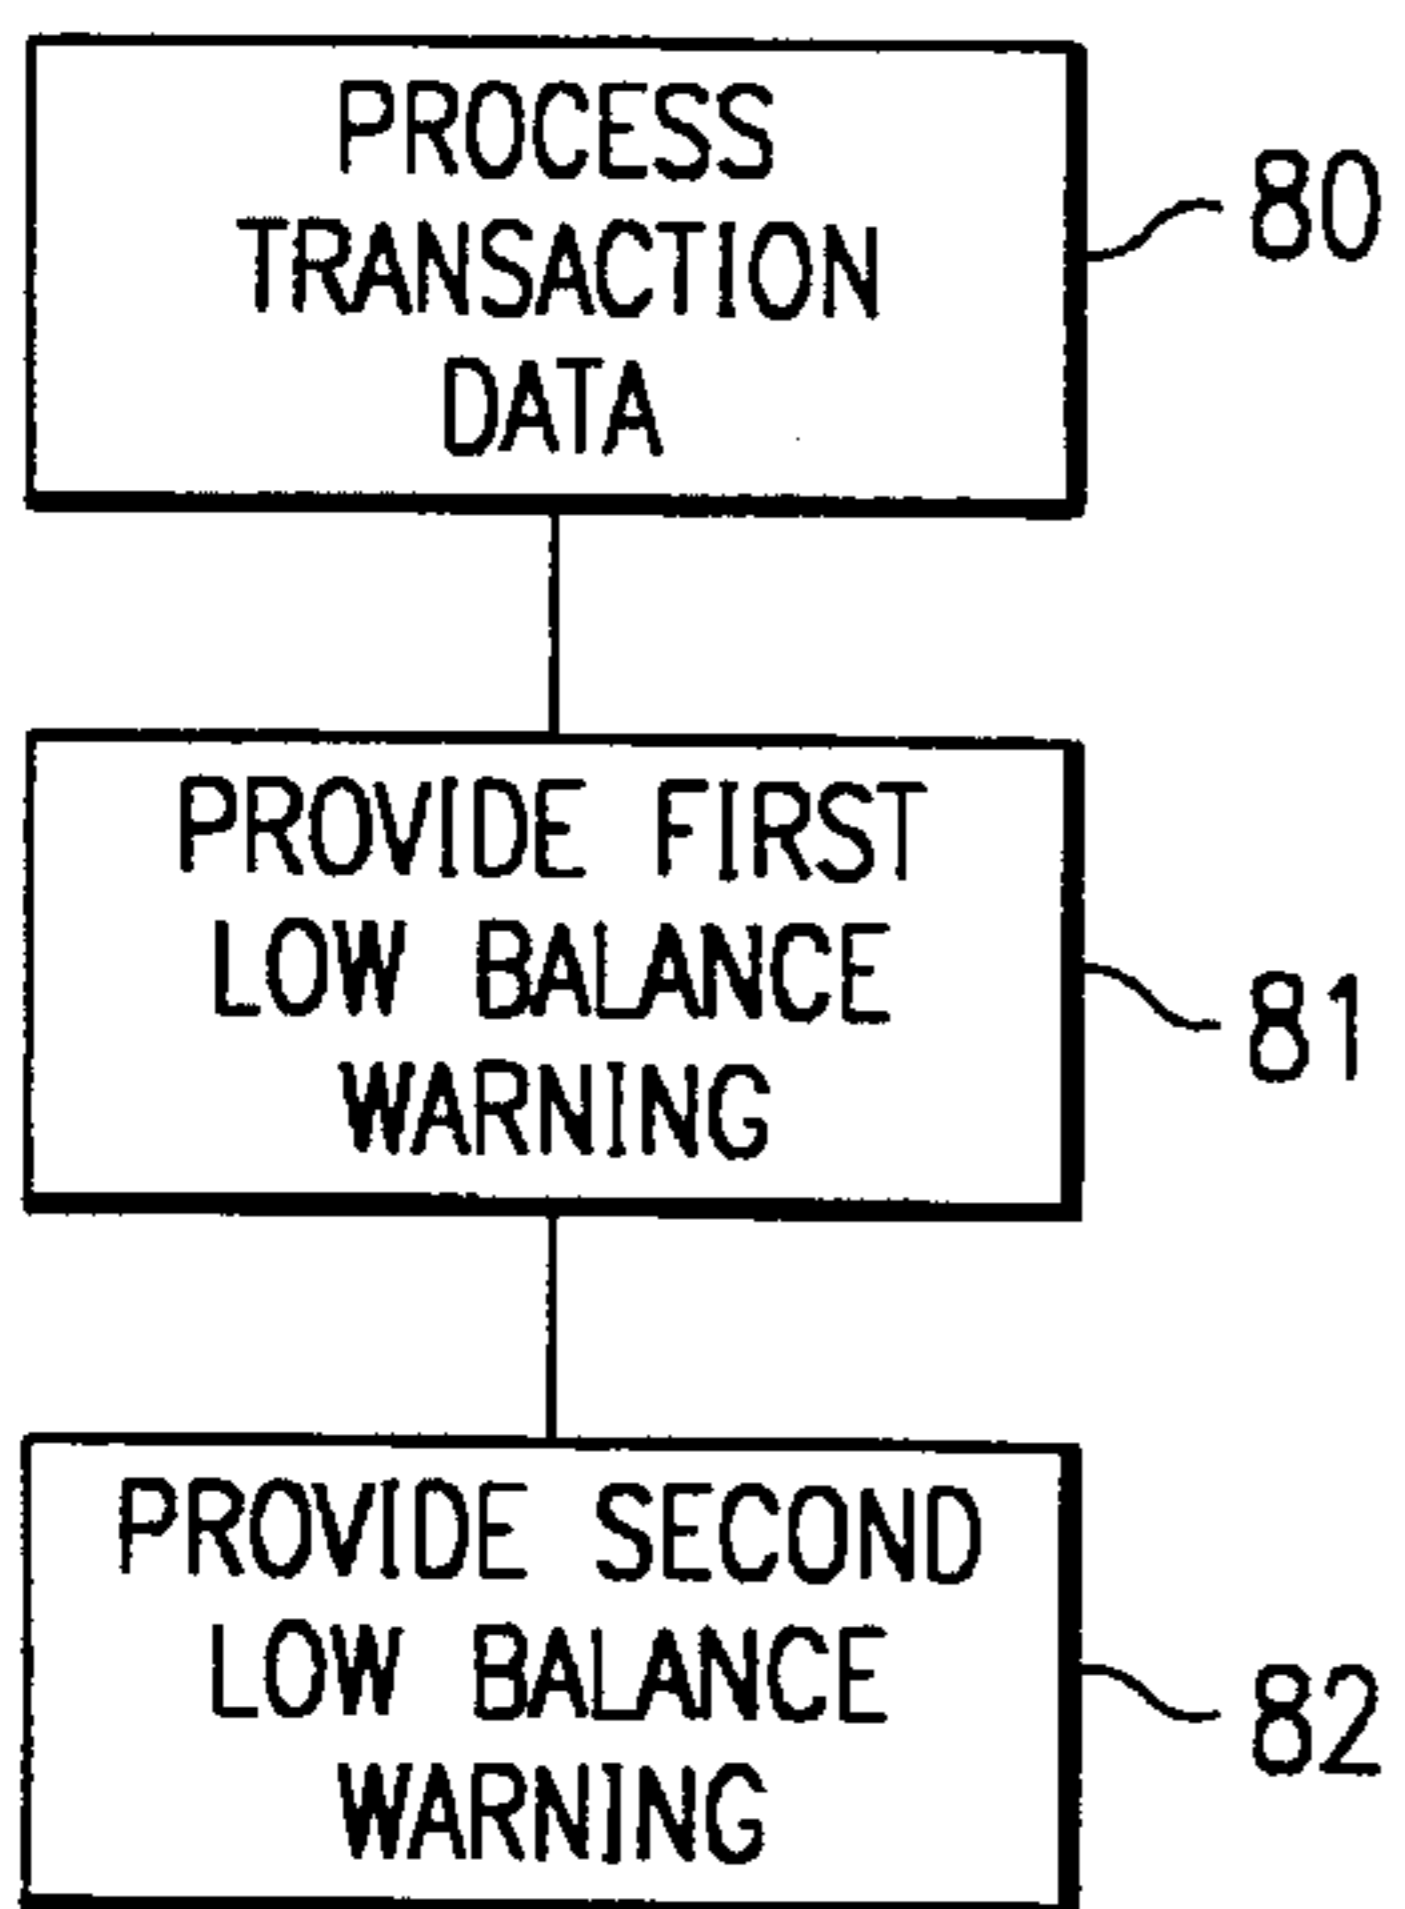 PROCESS
TRANSACTION
DATA
80
PROVIDE FIRST
LOW BALANCE
WARNING
81
PROVIDE SECOND
LOW BALANCE
WARNING
82